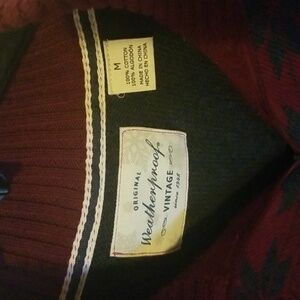 M
100% COTTON
100% ALGODÓN
MADE IN CHINA
HECHO EN CHINA
ORIGINAL
Weatherproof
VINTAGE
since 1948